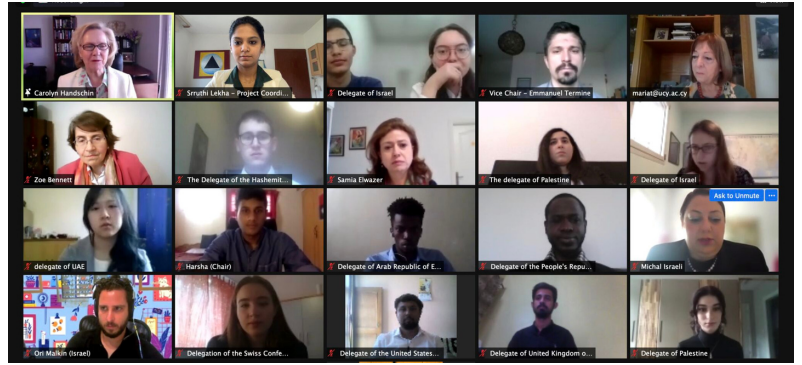 Carolyn Handschin
Srruthi Lekha - Project Coordi...
Delegate of Israel
Vice Chair - Emmanuel Termine
mariat@ucy.ac.cy
Zoe Bennett
The Delegate of the Hashemit...
Samia Elwazer
The delegate of Palestine
Delegate of Israel
delegate of UAE
Harsha (Chair)
Delegate of Arab Republic of E...
Delegate of the People's Repu...
Ask to Unmute
Michal Israeli
Ori Malkin (Israel)
Delegation of the Swiss Confe...
Delegate of the United States...
Delegate of United Kingdom o...
Delegate of Palestine